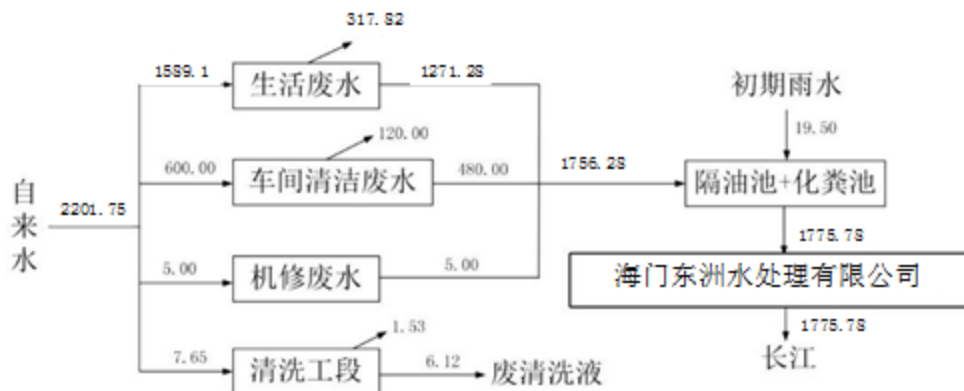 317.82
1589.1
生活废水
1271.28
初期雨水
19.50
120.00
600.00
车间清洁废水
480.00
1756.28
隔油池+化粪池
自来水
2201.75
1775.78
5.00
机修废水
5.00
海门东洲水处理有限公司
1.53
1775.78
7.65
清洗工段
6.12
废清洗液
长江